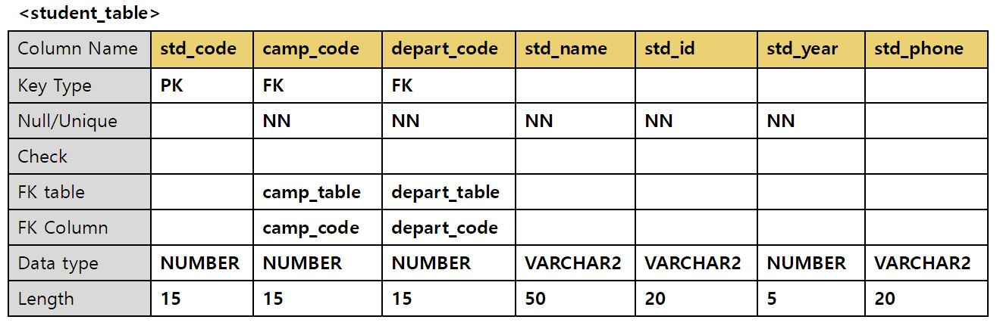 <student_table>
Column Name std_code camp_code depart_code std_name std_id std_year std_phone
Key Type PK FK FK
Null/Unique NN NN NN NN NN
Check
FK table camp_table depart_table
FK Column camp_code depart_code
Data type NUMBER NUMBER NUMBER VARCHAR2 VARCHAR2 NUMBER VARCHAR2
Length 15 15 15 50 20 5 20